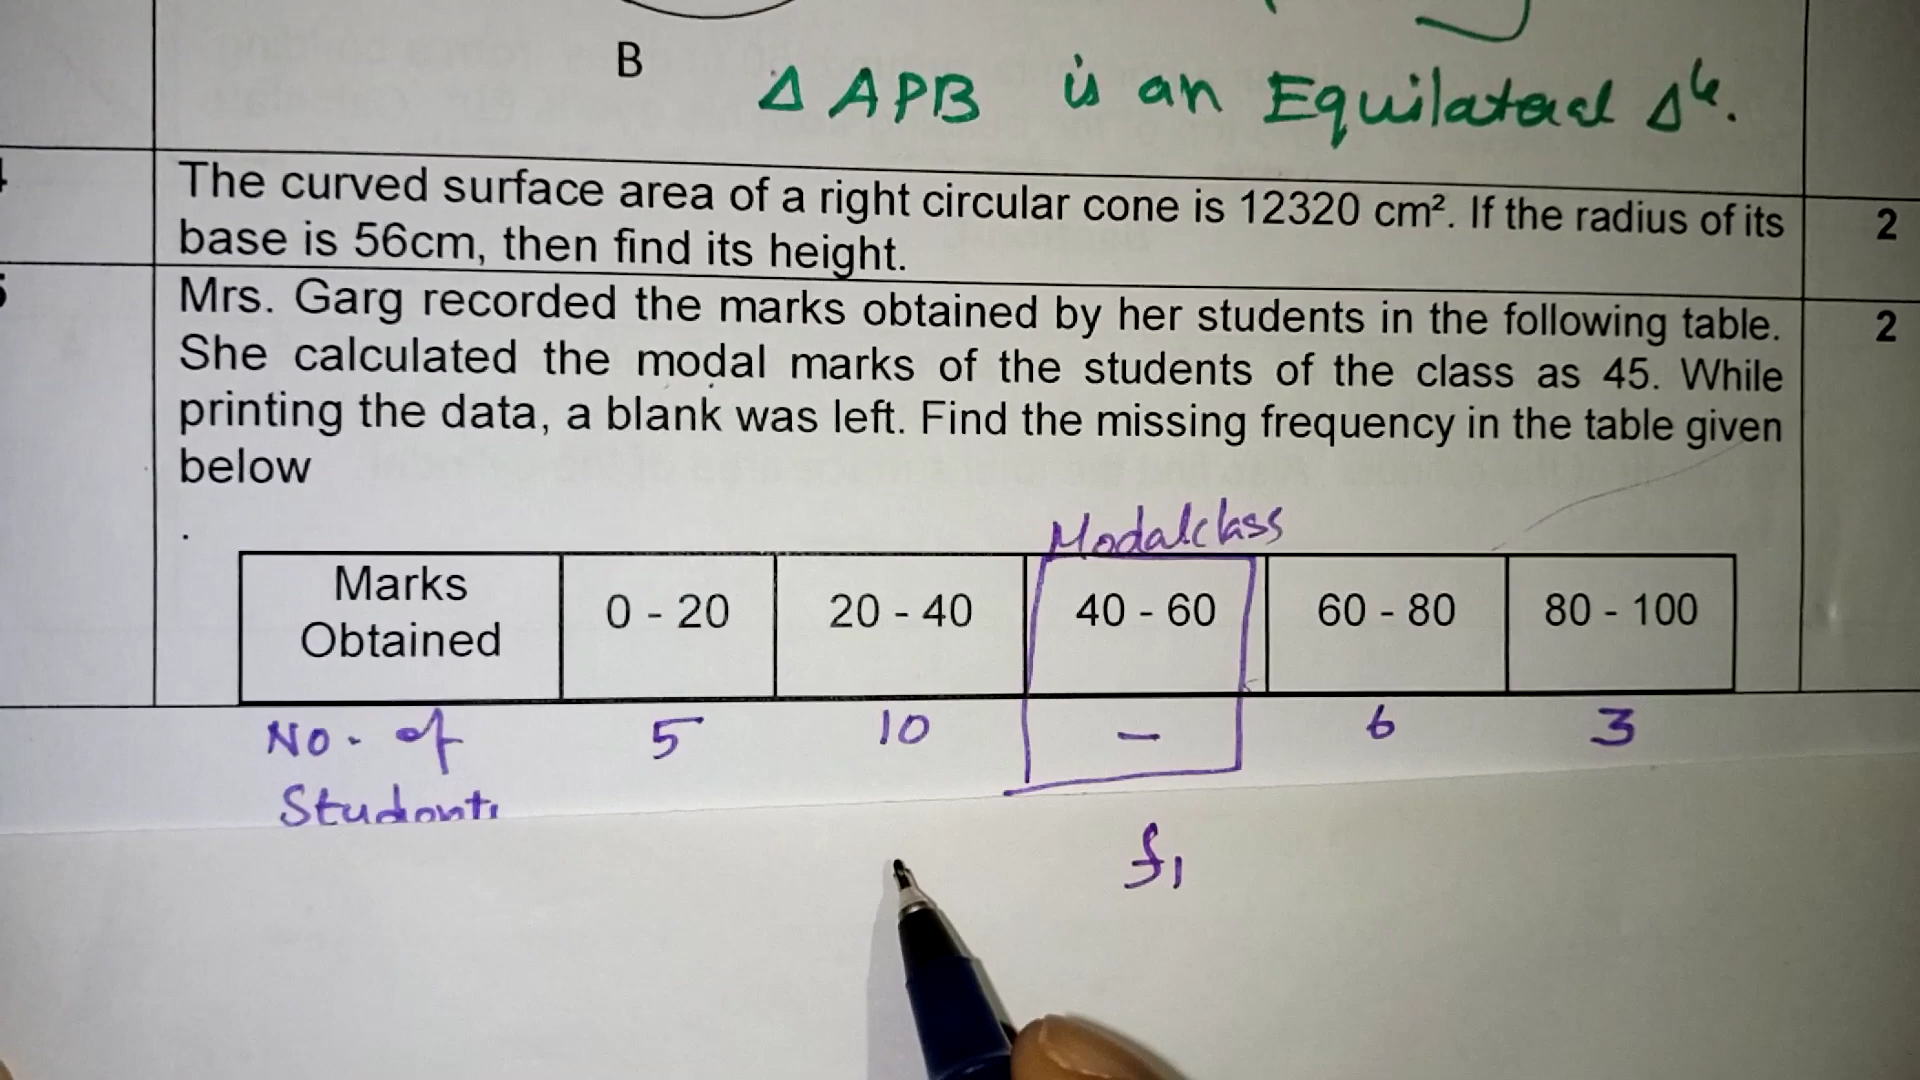 B
Δ APB is an Equilateral Δle.
The curved surface area of a right circular cone is 12320 cm². If the radius of its 2
base is 56cm, then find its height.
Mrs. Garg recorded the marks obtained by her students in the following table. 2
She calculated the modal marks of the students of the class as 45. While
printing the data, a blank was left. Find the missing frequency in the table given
below
Modalclass
Marks Obtained 0 - 20 20 - 40 40 - 60 60 - 80 80 - 100
No. of 5 10 – 6 3
Students
f₁